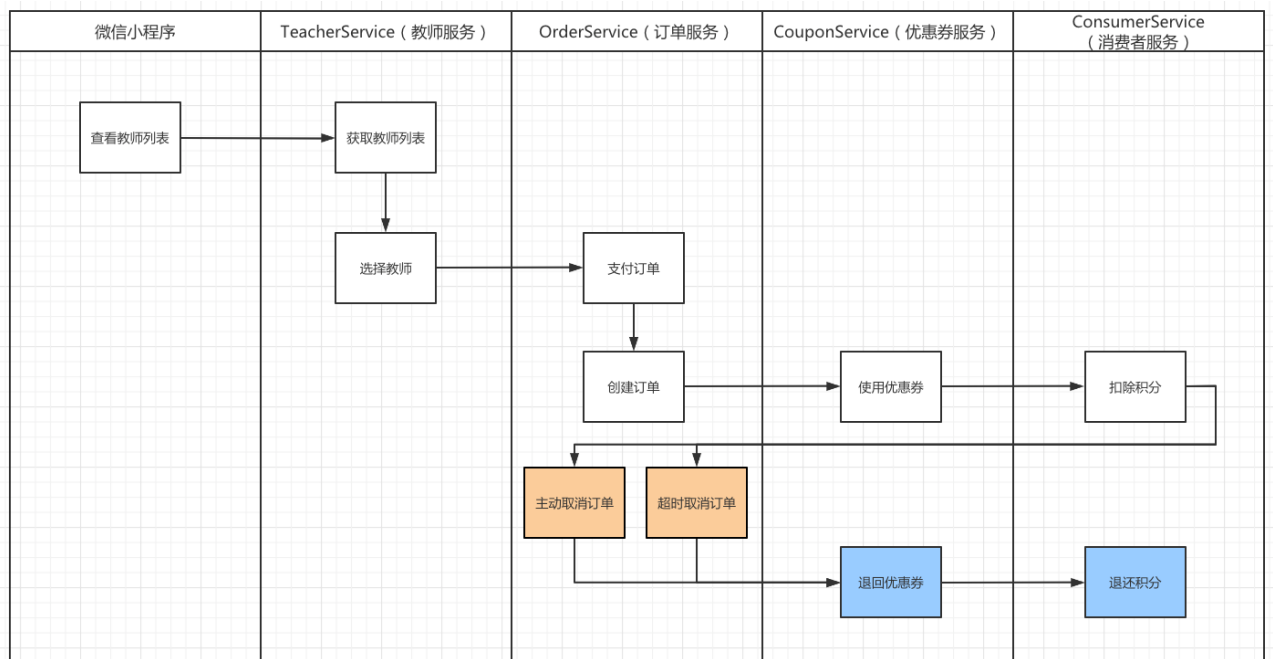 微信小程序
TeacherService（教师服务）
OrderService（订单服务）
CouponService（优惠券服务）
ConsumerService
（消费者服务）
查看教师列表
获取教师列表
选择教师
支付订单
创建订单
使用优惠券
扣除积分
主动取消订单
超时取消订单
退回优惠券
退还积分